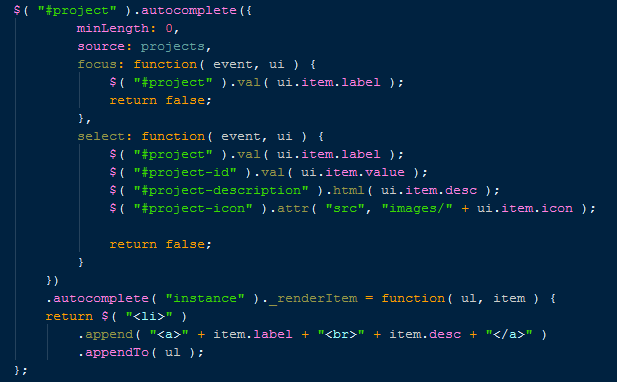 $( "#project" ).autocomplete({
minLength: 0,
source: projects,
focus: function( event, ui ) {
$( "#project" ).val( ui.item.label );
return false;
},
select: function( event, ui ) {
$( "#project" ).val( ui.item.label );
$( "#project-id" ).val( ui.item.value );
$( "#project-description" ).html( ui.item.desc );
$( "#project-icon" ).attr( "src", "images/" + ui.item.icon );
return false;
}
})
.autocomplete( "instance" )._renderItem = function( ul, item ) {
return $( "<li>" )
.append( "<a>" + item.label + "<br>" + item.desc + "</a>" )
.appendTo( ul );
};